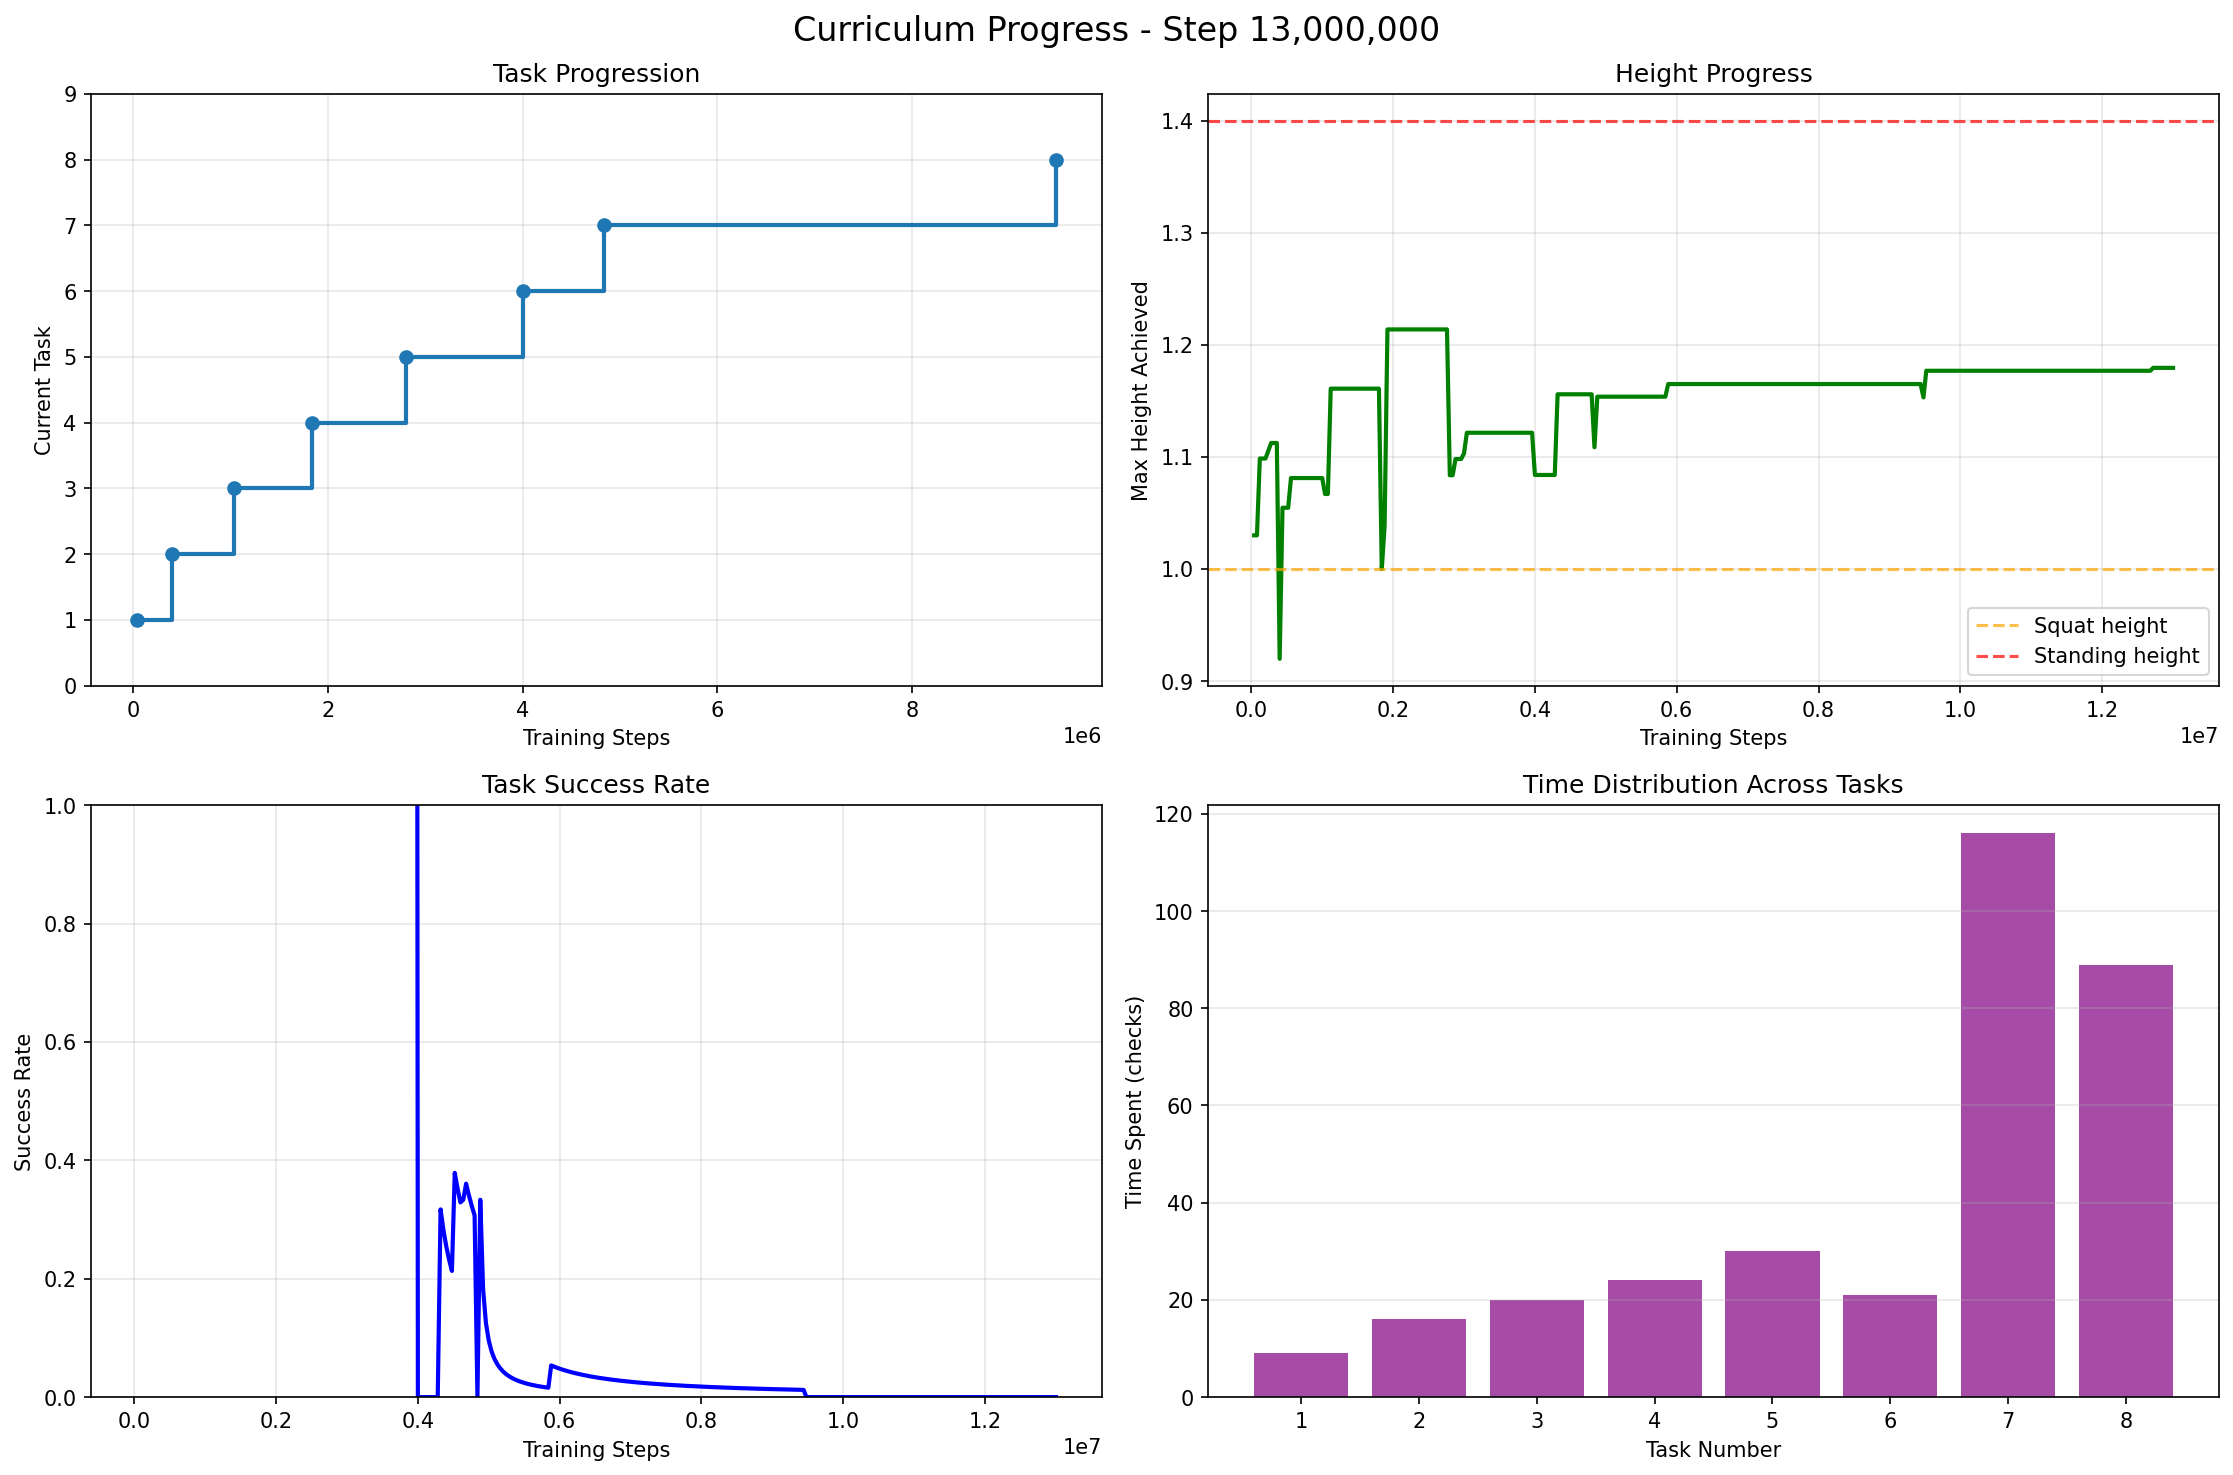 Curriculum Progress - Step 13,000,000
Task Progression
Current Task
9
8
7
6
5
4
3
2
1
0
0 2 4 6 8
1e6
Training Steps
Height Progress
Max Height Achieved
1.4
1.3
1.2
1.1
1.0
0.9
Squat height
Standing height
0.0 0.2 0.4 0.6 0.8 1.0 1.2
1e7
Training Steps
Task Success Rate
Success Rate
1.0
0.8
0.6
0.4
0.2
0.0
0.0 0.2 0.4 0.6 0.8 1.0 1.2
1e7
Training Steps
Time Distribution Across Tasks
Time Spent (checks)
120
100
80
60
40
20
0
1 2 3 4 5 6 7 8
Task Number